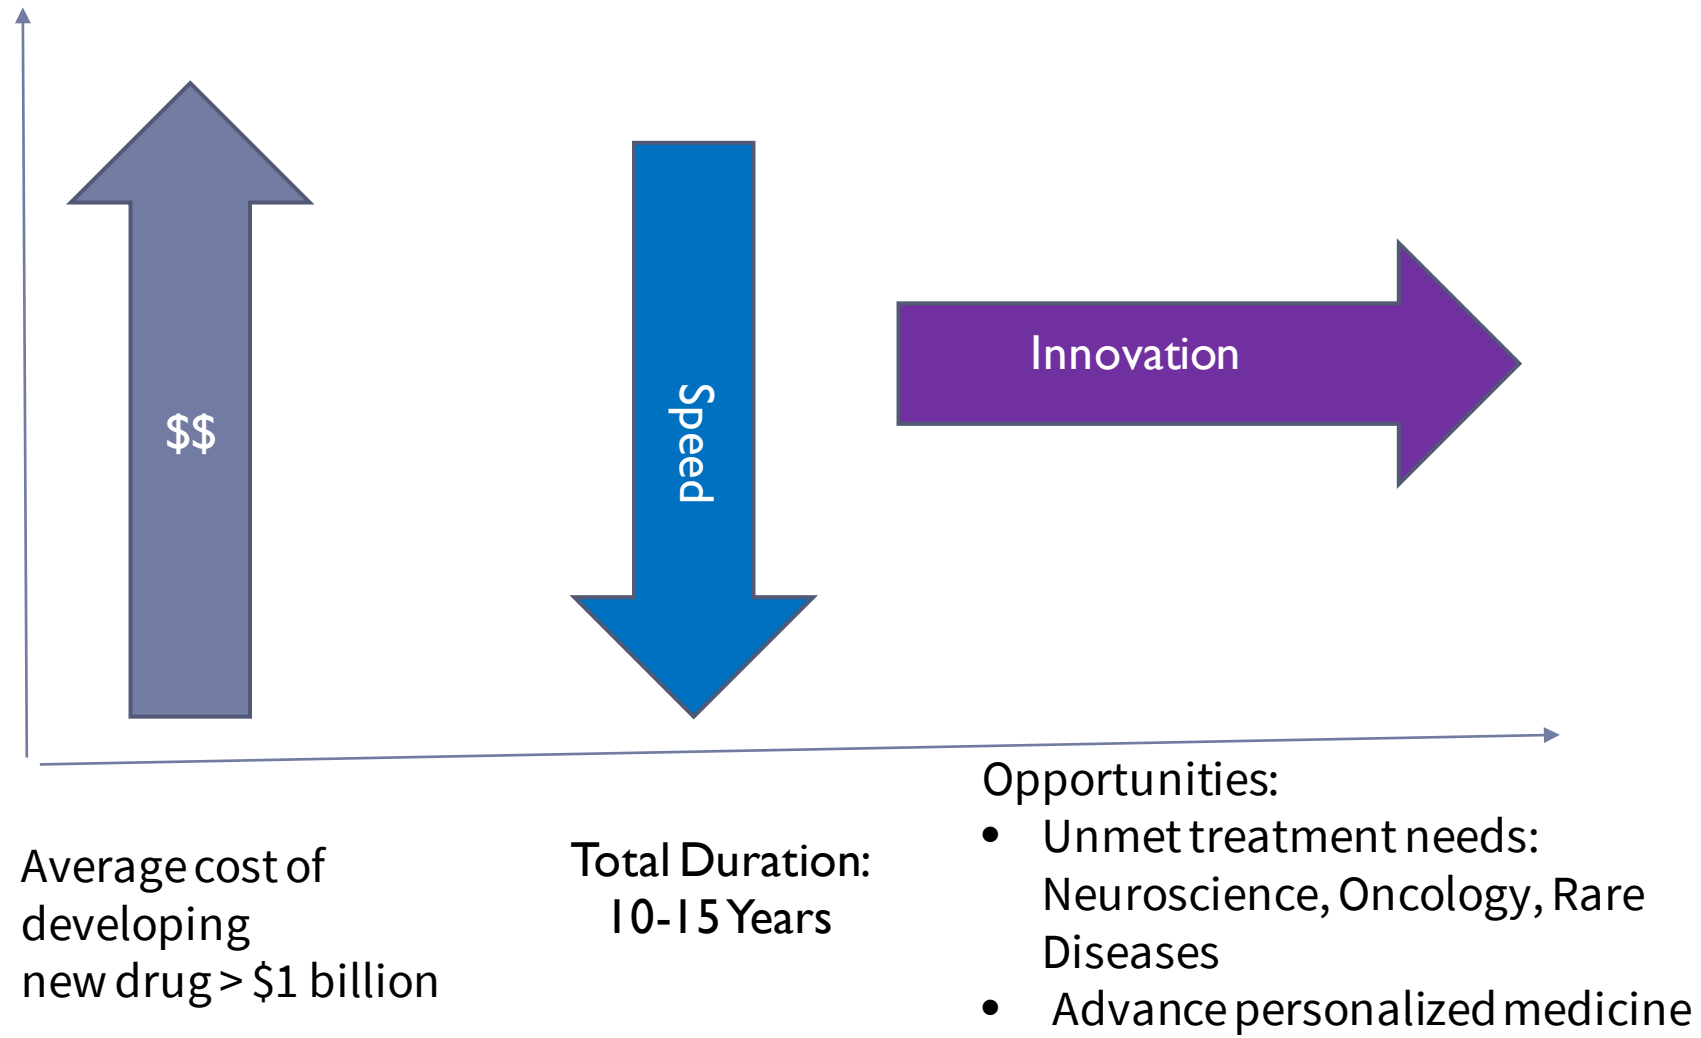 $$
Speed
Innovation
Average cost of
developing
new drug > $1 billion
Total Duration:
10-15 Years
Opportunities:
• Unmet treatment needs:
Neuroscience, Oncology, Rare
Diseases
• Advance personalized medicine